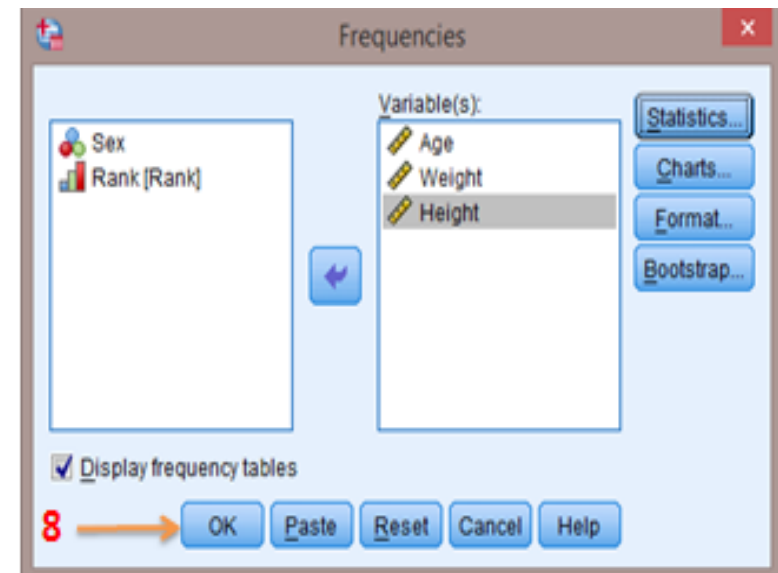 Frequencies
Variable(s):
Sex
Rank [Rank]
Age
Weight
Height
Statistics...
Charts...
Format...
Bootstrap...
Display frequency tables
8
OK
Paste
Reset
Cancel
Help